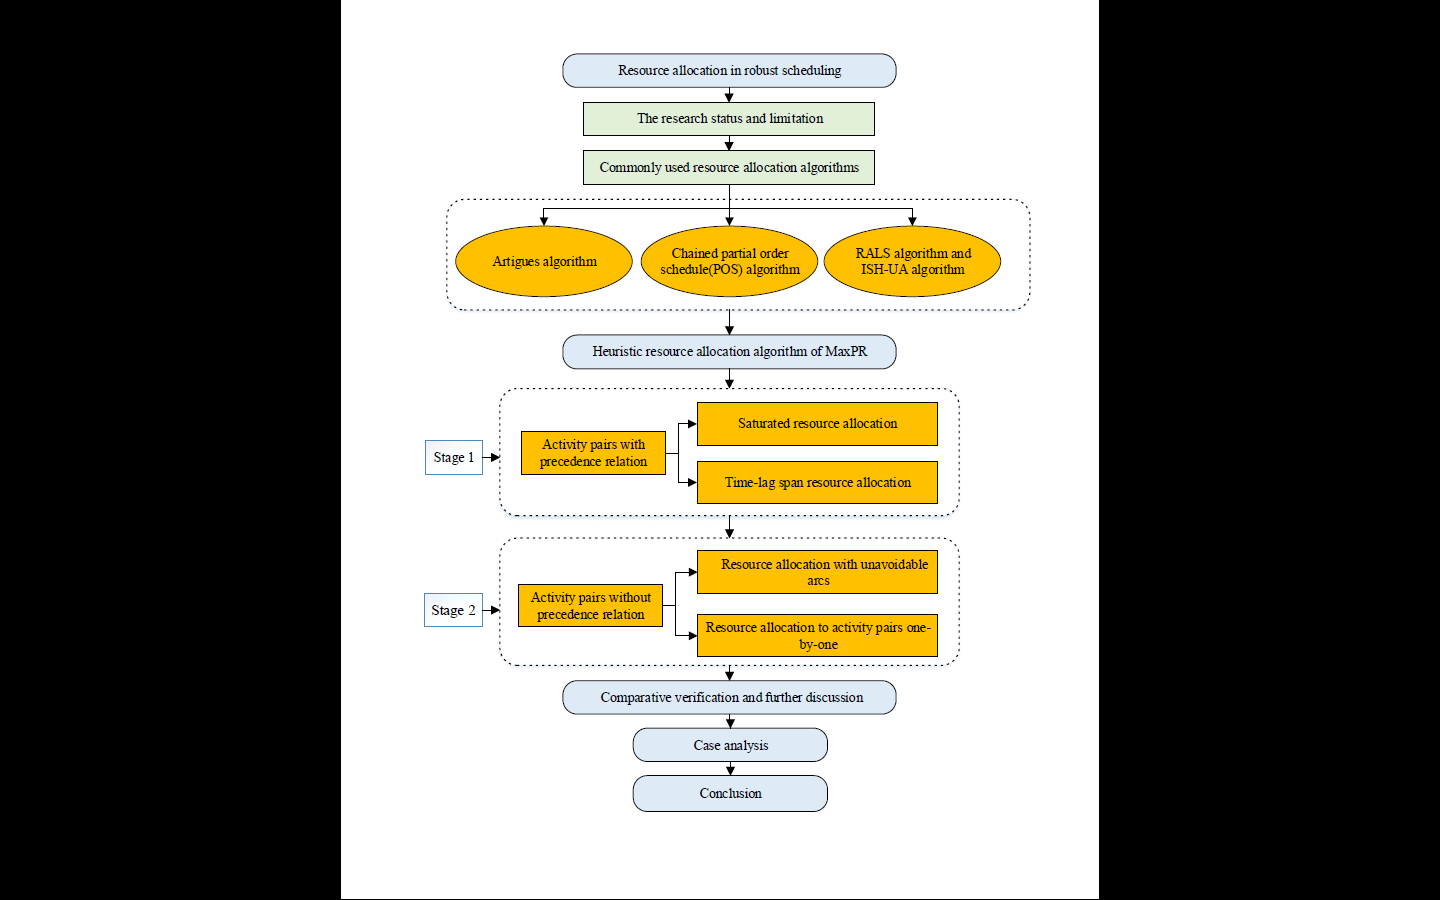 Resource allocation in robust scheduling
The research status and limitation
Commonly used resource allocation algorithms
Artigues algorithm
Chained partial order
schedule(POS) algorithm
RALS algorithm and
ISH-UA algorithm
Heuristic resource allocation algorithm of MaxPR
Stage 1
Activity pairs with
precedence relation
Saturated resource allocation
Time-lag span resource allocation
Stage 2
Activity pairs without
precedence relation
Resource allocation with unavoidable
arcs
Resource allocation to activity pairs one-
by-one
Comparative verification and further discussion
Case analysis
Conclusion